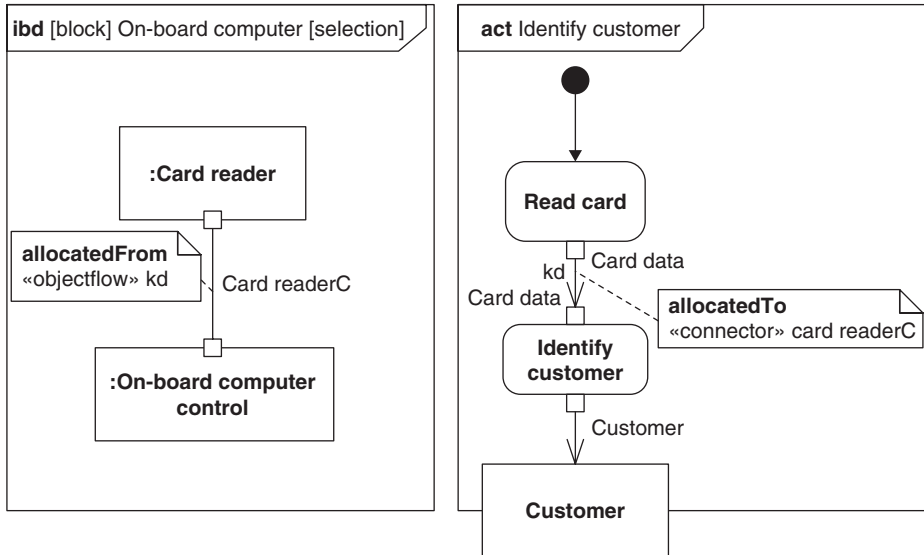 ibd [block] On-board computer [selection]
:Card reader
allocatedFrom
«objectflow» kd
Card readerC
:On-board computer
control
act Identify customer
Read card
Card data
kd
Card data
allocatedTo
«connector» card readerC
Identify
customer
Customer
Customer